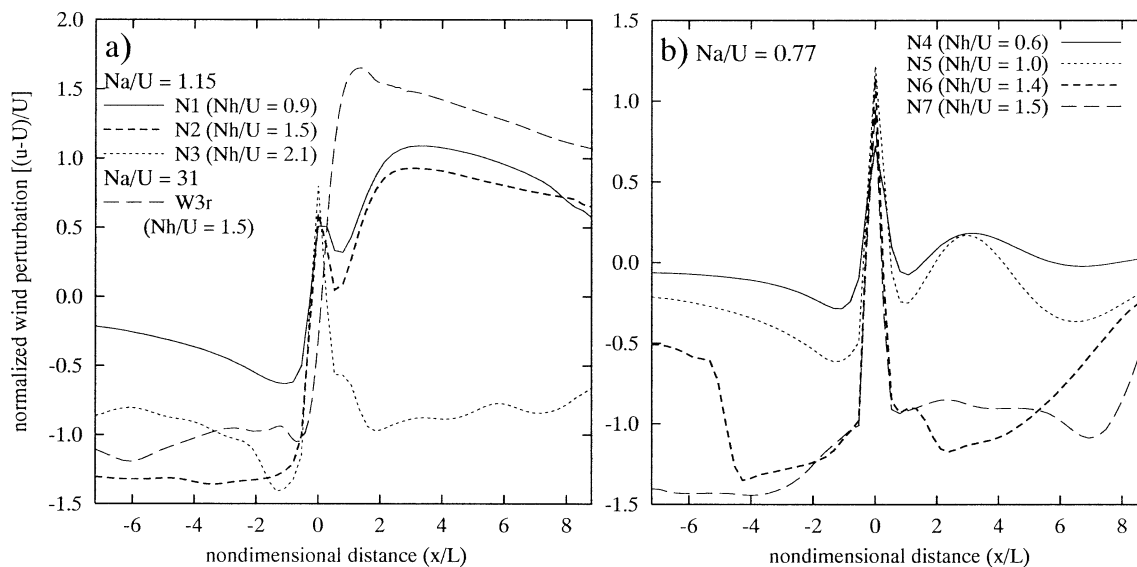 a)
Na/U = 1.15
N1 (Nh/U = 0.9)
N2 (Nh/U = 1.5)
N3 (Nh/U = 2.1)
Na/U = 31
W3r
(Nh/U = 1.5)
normalized wind perturbation [(u-U)/U]
2.0
1.5
1.0
0.5
0.0
-0.5
-1.0
-1.5
-6 -4 -2 0 2 4 6 8
nondimensional distance (x/L)
b) Na/U = 0.77
N4 (Nh/U = 0.6)
N5 (Nh/U = 1.0)
N6 (Nh/U = 1.4)
N7 (Nh/U = 1.5)
1.5
1.0
0.5
0.0
-0.5
-1.0
-1.5
-6 -4 -2 0 2 4 6 8
nondimensional distance (x/L)